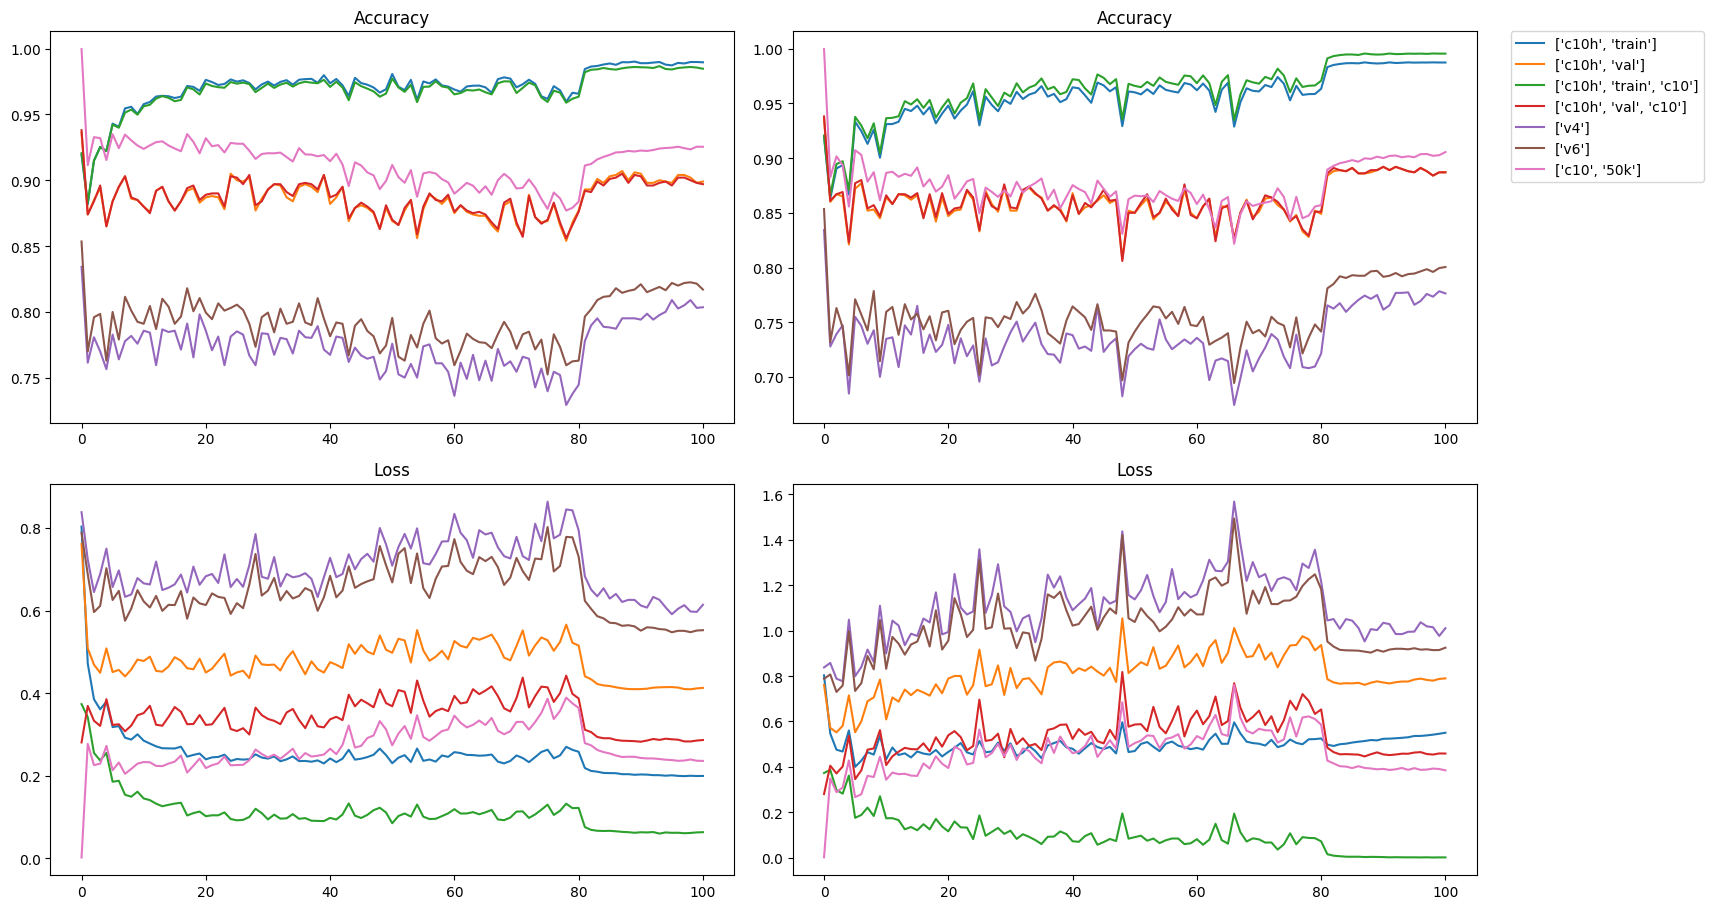 Accuracy
1.00
0.95
0.90
0.85
0.80
0.75
0 20 40 60 80 100
Accuracy
1.00
0.95
0.90
0.85
0.80
0.75
0.70
0 20 40 60 80 100
['c10h', 'train']
['c10h', 'val']
['c10h', 'train', 'c10']
['c10h', 'val', 'c10']
['v4']
['v6']
['c10', '50k']
Loss
0.8
0.6
0.4
0.2
0.0
0 20 40 60 80 100
Loss
1.6
1.4
1.2
1.0
0.8
0.6
0.4
0.2
0.0
0 20 40 60 80 100